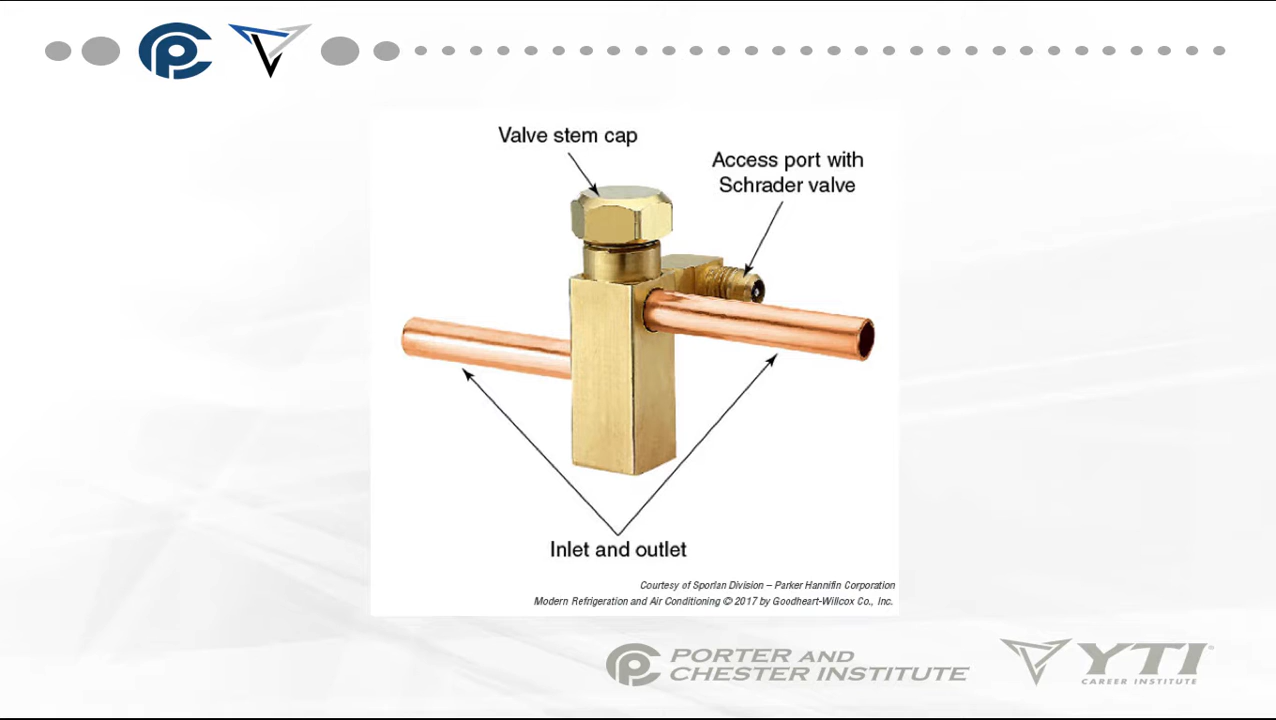 Valve stem cap
Access port with
Schrader valve
Inlet and outlet
Courtesy of Sporlan Division – Parker Hannifin Corporation
Modern Refrigeration and Air Conditioning © 2017 by Goodheart-Willcox Co., Inc.
PORTER AND
CHESTER INSTITUTE
YTI
CAREER INSTITUTE